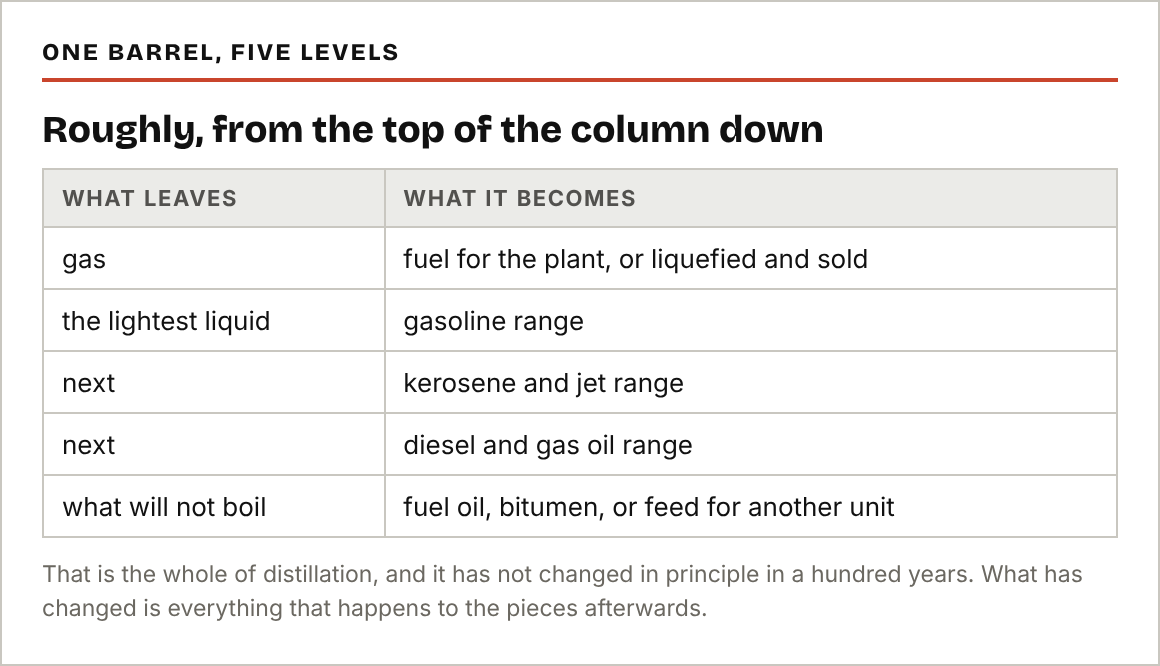 ONE BARREL, FIVE LEVELS
Roughly, from the top of the column down
WHAT LEAVES WHAT IT BECOMES
gas fuel for the plant, or liquefied and sold
the lightest liquid gasoline range
next kerosene and jet range
next diesel and gas oil range
what will not boil fuel oil, bitumen, or feed for another unit
That is the whole of distillation, and it has not changed in principle in a hundred years. What has
changed is everything that happens to the pieces afterwards.